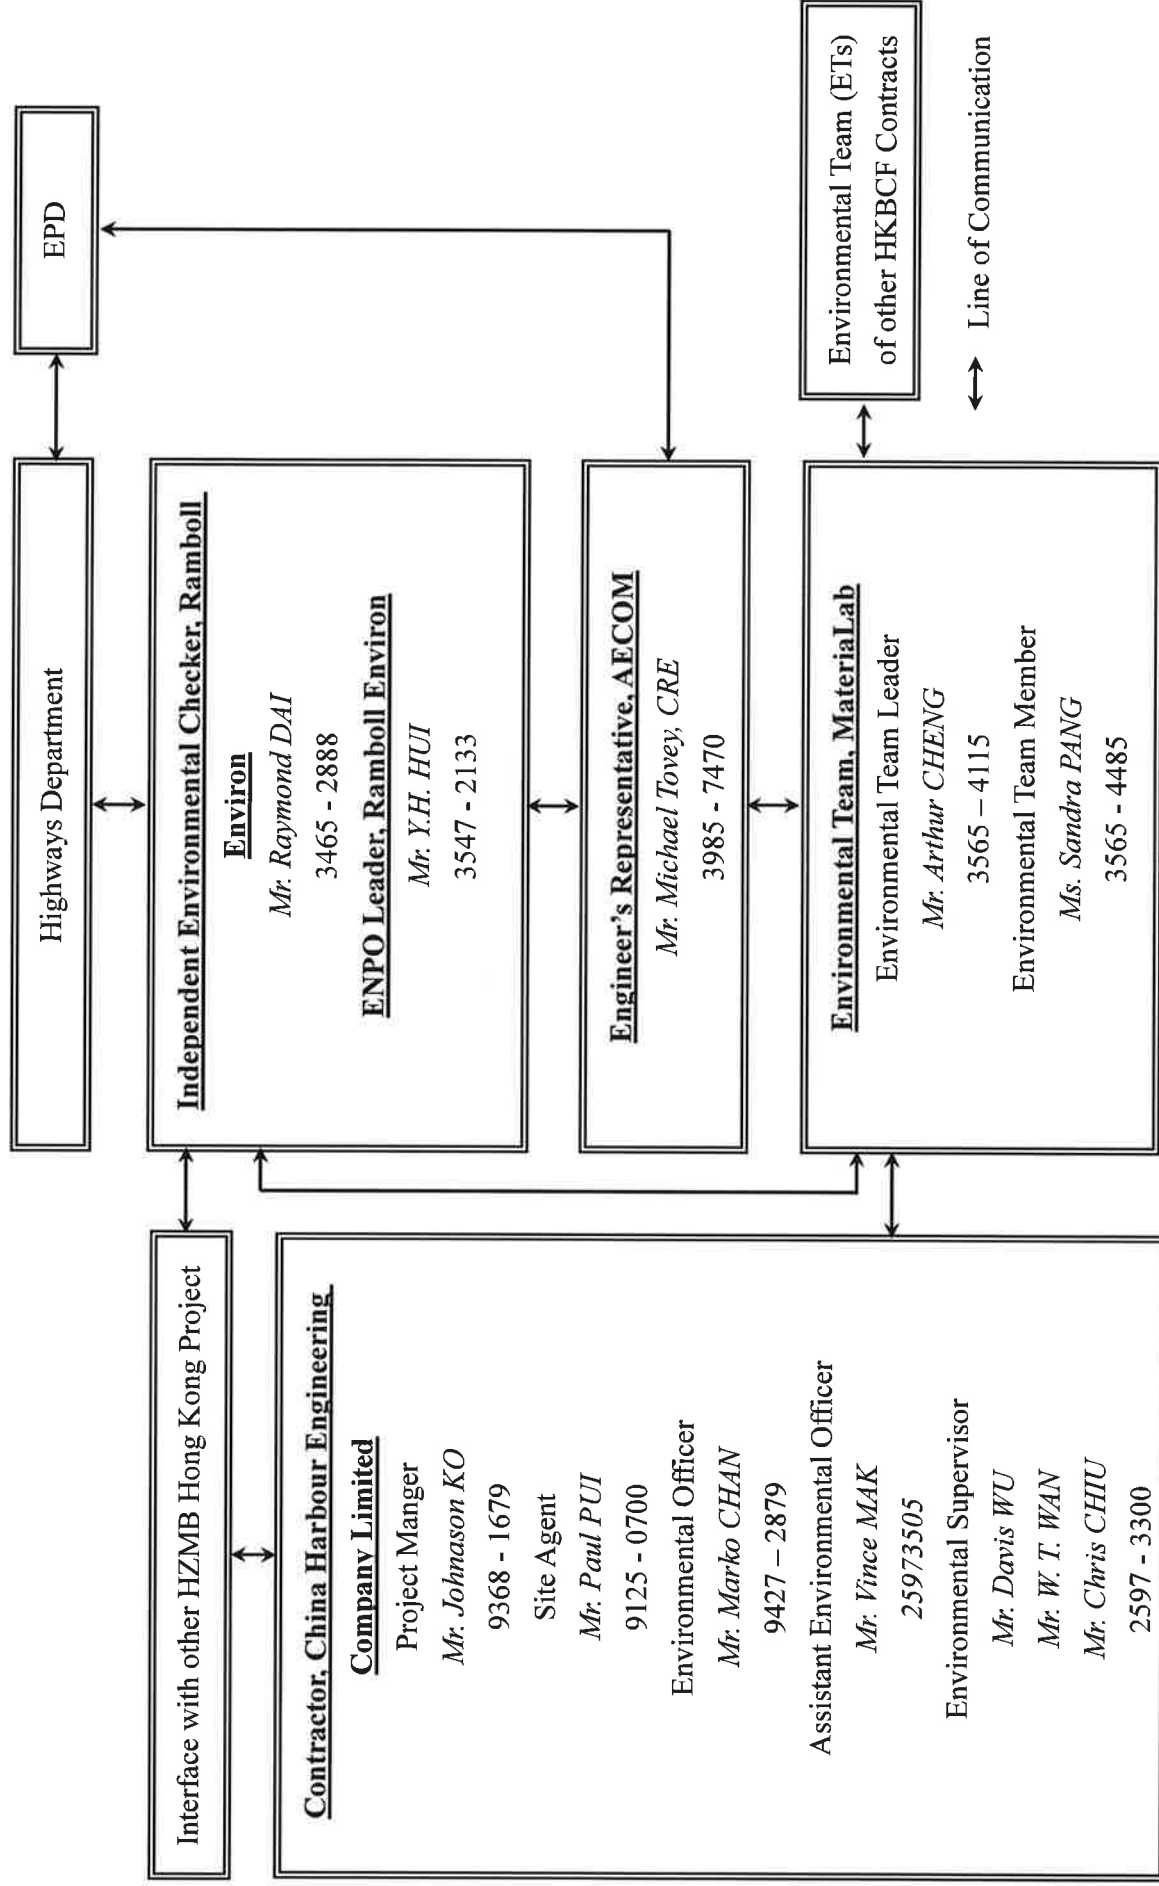 Highways Department
EPD
Interface with other HZMB Hong Kong Project
Independent Environmental Checker, Ramboll
Environ
Mr. Raymond DAI
3465 - 2888
ENPO Leader, Ramboll Environ
Mr. Y.H. HUI
3547 - 2133
Contractor, China Harbour Engineering
Company Limited
Project Manger
Mr. Johnason KO
9368 - 1679
Site Agent
Mr. Paul PUI
9125 - 0700
Environmental Officer
Mr. Marko CHAN
9427 – 2879
Assistant Environmental Officer
Mr. Vince MAK
25973505
Environmental Supervisor
Mr. Davis WU
Mr. W. T. WAN
Mr. Chris CHIU
2597 - 3300
Engineer’s Representative, AECOM
Mr. Michael Tovey, CRE
3985 - 7470
Environmental Team, MateriaLab
Environmental Team Leader
Mr. Arthur CHENG
3565 – 4115
Environmental Team Member
Ms. Sandra PANG
3565 - 4485
Environmental Team (ETs)
of other HKBCF Contracts
Line of Communication